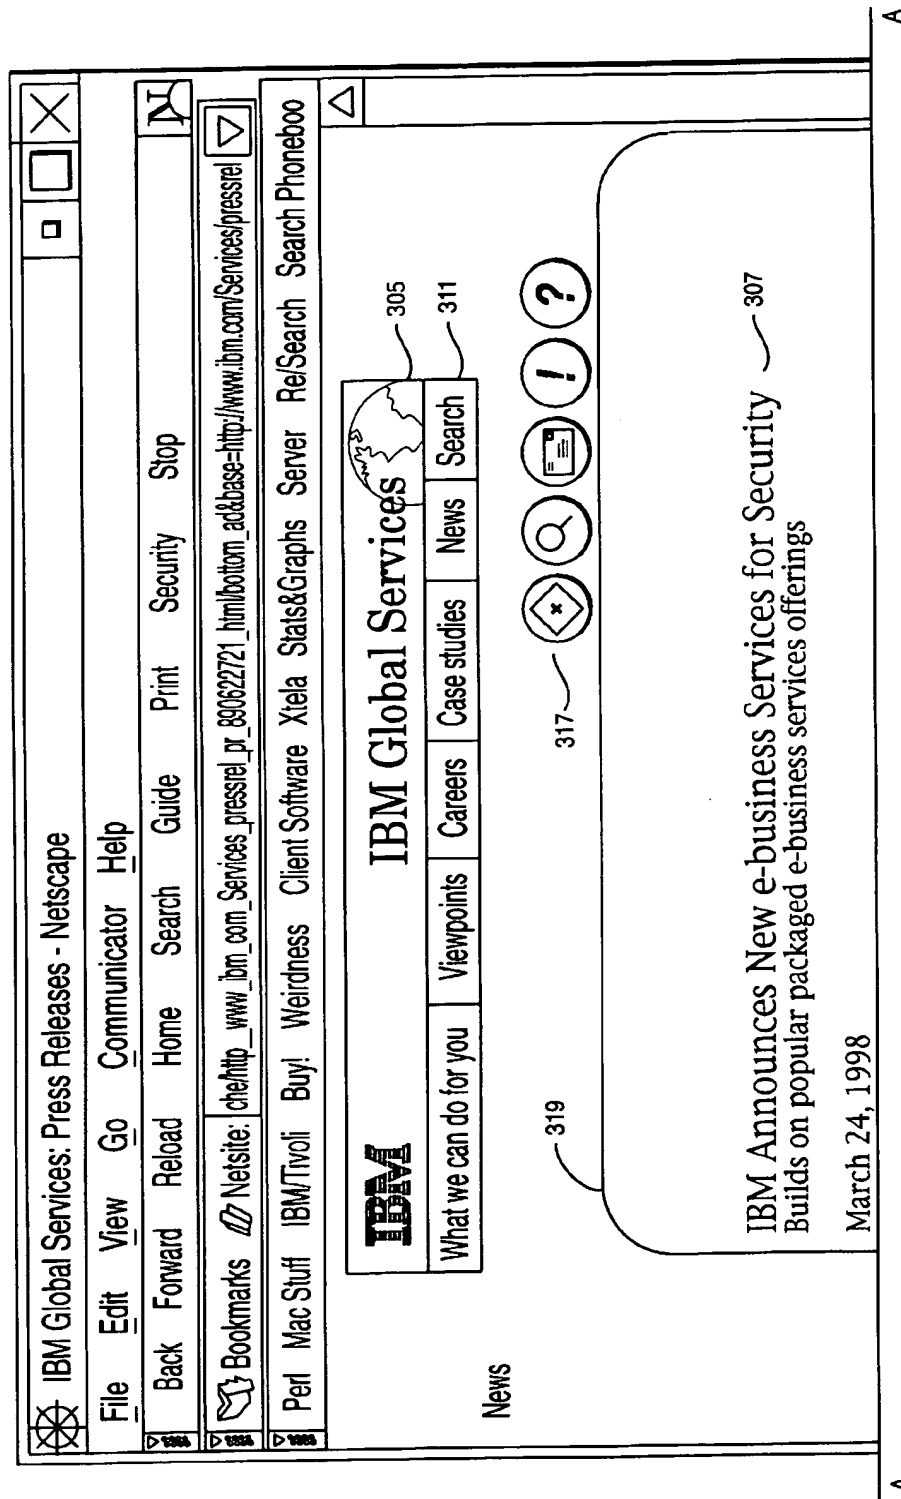 IBM Global Services: Press Releases - Netscape
File Edit View Go Communicator Help
Back Forward Reload Home Search Guide Print Security Stop
N
Bookmarks Netsite: che/http_www_ibm_com_Services_pressrel_pr_890622721_html/bottom_ad&base=http://www.ibm.com/Services/pressrel
Perl Mac Stuff IBM/Tivoli Buy! Weirdness Client Software Xtela Stats&Graphs Server Re/Search Search Phoneboo
IBM IBM Global Services
305
What we can do for you Viewpoints Careers Case studies News Search
311
News
317
! ?
319
IBM Announces New e-business Services for Security
307
Builds on popular packaged e-business services offerings
March 24, 1998
A A